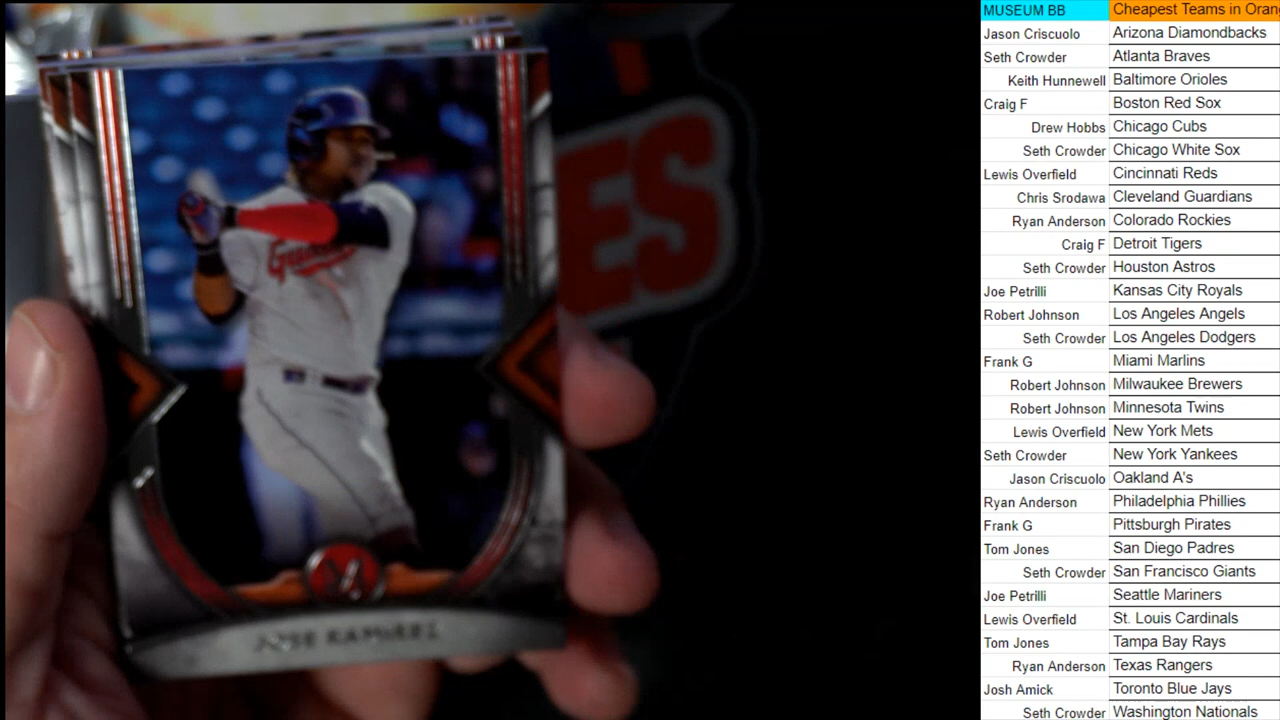 MUSEUM BB Cheapest Teams in Oran
Jason Criscuolo Arizona Diamondbacks
Seth Crowder Atlanta Braves
Keith Hunnewell Baltimore Orioles
Craig F Boston Red Sox
Drew Hobbs Chicago Cubs
Seth Crowder Chicago White Sox
Lewis Overfield Cincinnati Reds
Chris Srodawa Cleveland Guardians
Ryan Anderson Colorado Rockies
Craig F Detroit Tigers
Seth Crowder Houston Astros
Joe Petrilli Kansas City Royals
Robert Johnson Los Angeles Angels
Seth Crowder Los Angeles Dodgers
Frank G Miami Marlins
Robert Johnson Milwaukee Brewers
Robert Johnson Minnesota Twins
Lewis Overfield New York Mets
Seth Crowder New York Yankees
Jason Criscuolo Oakland A's
Ryan Anderson Philadelphia Phillies
Frank G Pittsburgh Pirates
Tom Jones San Diego Padres
Seth Crowder San Francisco Giants
Joe Petrilli Seattle Mariners
Lewis Overfield St. Louis Cardinals
Tom Jones Tampa Bay Rays
Ryan Anderson Texas Rangers
Josh Amick Toronto Blue Jays
Seth Crowder Washington Nationals
ES
JOSE RAMIREZ